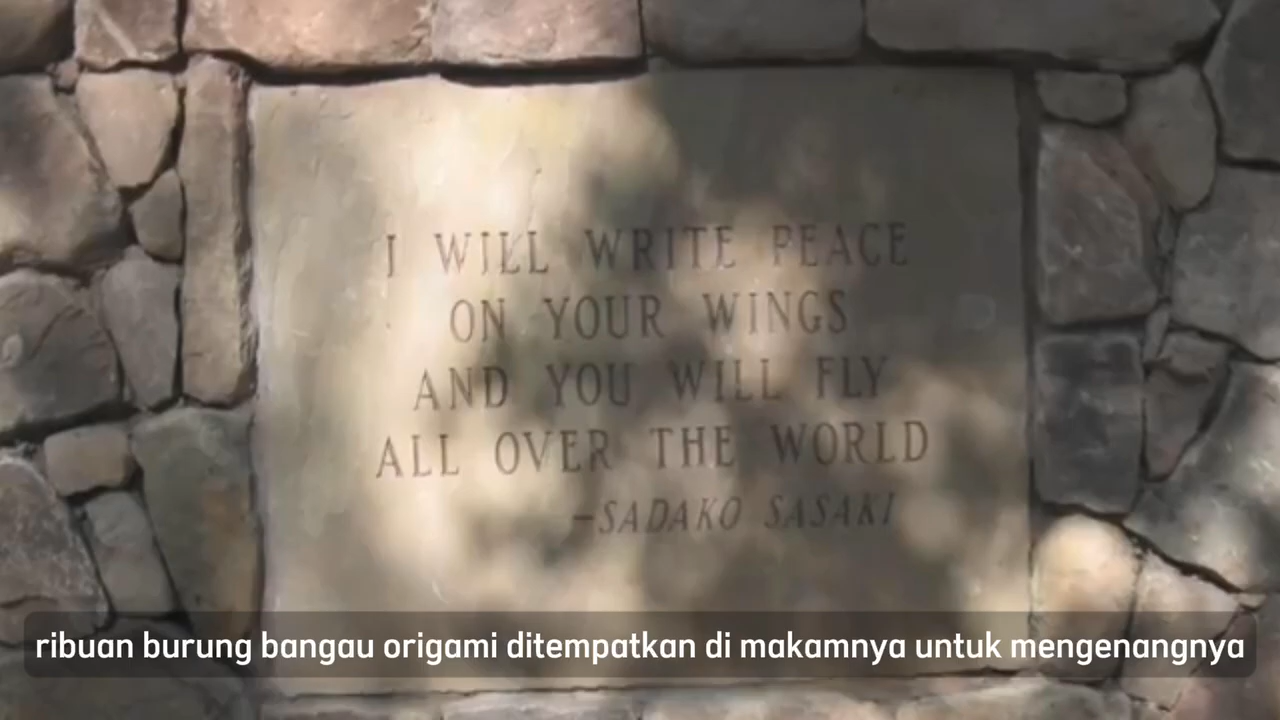 I WILL WRITE PEACE
ON YOUR WINGS
AND YOU WILL FLY
ALL OVER THE WORLD
-SADAKO SASAKI
ribuan burung bangau origami ditempatkan di makamnya untuk mengenangnya